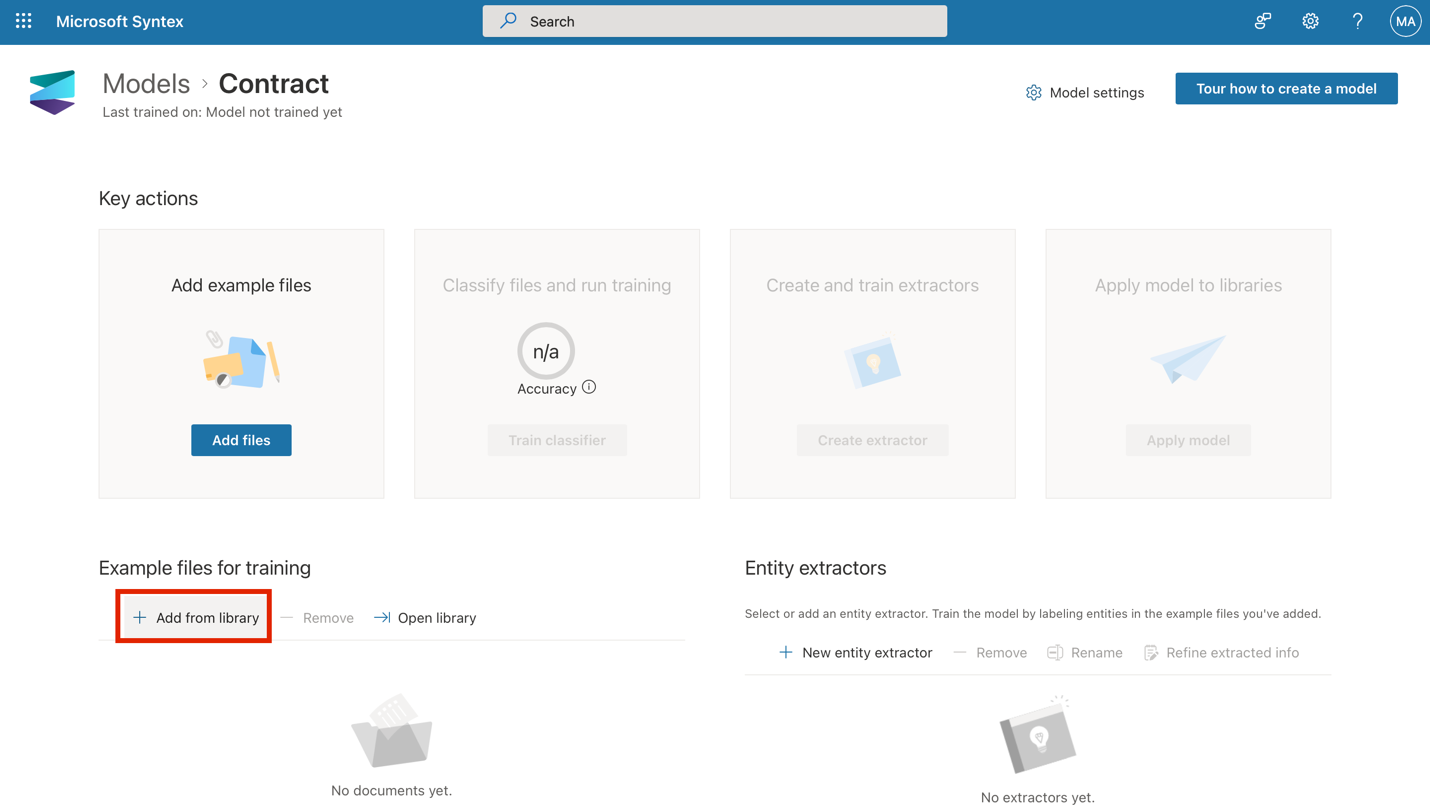 Microsoft Syntex
Search
MA
Models > Contract
Last trained on: Model not trained yet
Model settings
Tour how to create a model
Key actions
Add example files
Add files
Classify files and run training
n/a
Accuracy
Train classifier
Create and train extractors
Create extractor
Apply model to libraries
Apply model
Example files for training
+ Add from library
— Remove
Open library
No documents yet.
Entity extractors
Select or add an entity extractor. Train the model by labeling entities in the example files you've added.
+ New entity extractor
— Remove
Rename
Refine extracted info
No extractors yet.